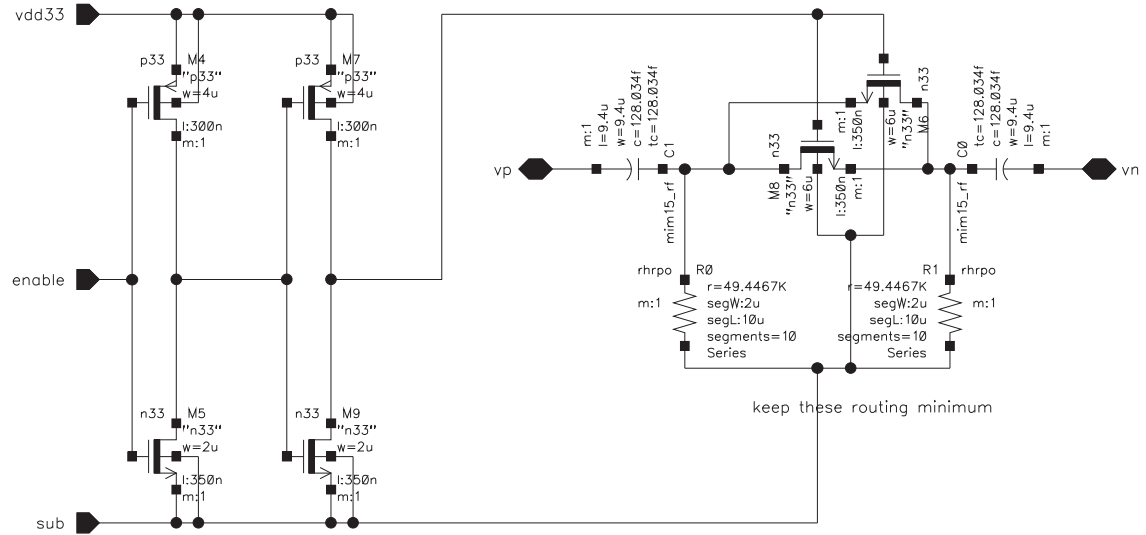 vdd33
p33 M4
"p33"
w=4u
l:300n
m:1
p33 M7
"p33"
w=4u
l:300n
m:1
enable
n33 M5
"n33"
w=2u
l:350n
m:1
n33 M9
"n33"
w=2u
l:350n
m:1
sub
vp
m:1
l=9.4u
w=9.4u
c=128.034f
tc=128.034f
C1
mim15_rf
n33
M8
"n33"
w=6u
l:350n
m:1
m:1
l:350n
w=6u
"n33"
M6
n33
C0
mim15_rf
tc=128.034f
c=128.034f
w=9.4u
l=9.4u
m:1
vn
rhrpo R0
m:1
r=49.4467K
segW:2u
segL:10u
segments=10
Series
R1 rhrpo
m:1
r=49.4467K
segW:2u
segL:10u
segments=10
Series
keep these routing minimum